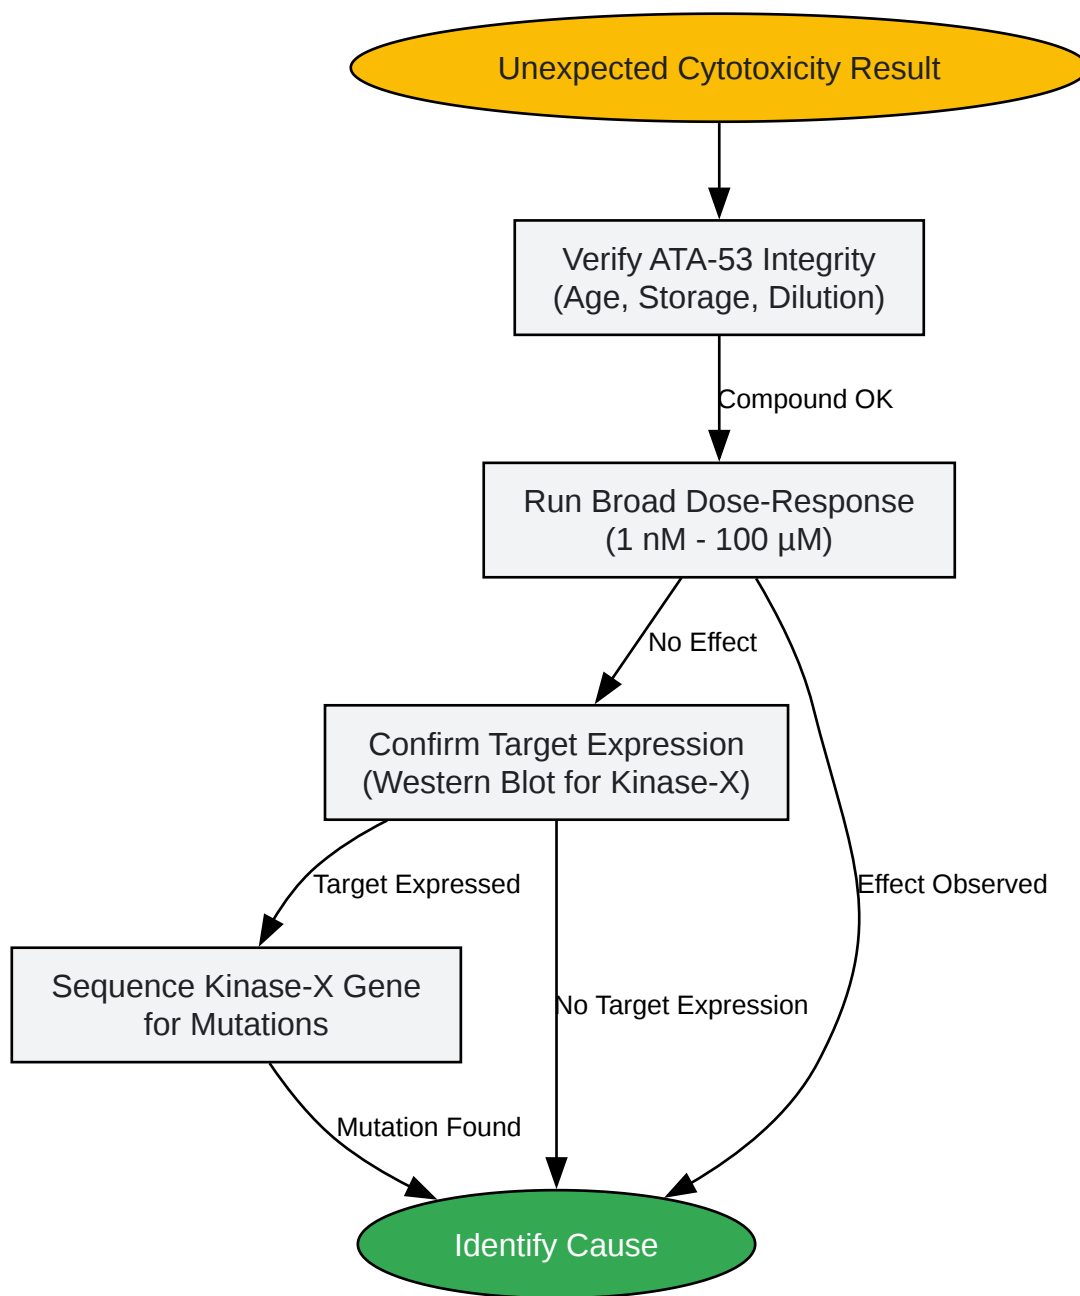 Unexpected Cytotoxicity Result
Verify ATA-53 Integrity
(Age, Storage, Dilution)
Compound OK
Run Broad Dose-Response
(1 nM - 100 µM)
No Effect
Confirm Target Expression
(Western Blot for Kinase-X)
Target Expressed
Effect Observed
Sequence Kinase-X Gene
for Mutations
No Target Expression
Mutation Found
Identify Cause